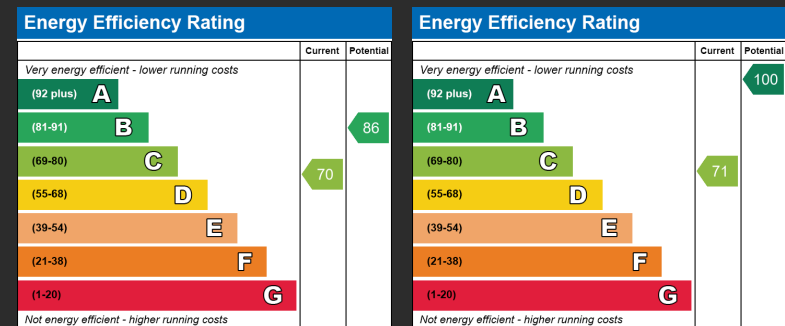 Energy Efficiency Rating
Current Potential
Very energy efficient - lower running costs
(92 plus) A
(81-91) B
86
(69-80) C
70
(55-68) D
(39-54) E
(21-38) F
(1-20) G
Not energy efficient - higher running costs
Energy Efficiency Rating
Current Potential
Very energy efficient - lower running costs
100
(92 plus) A
(81-91) B
(69-80) C
71
(55-68) D
(39-54) E
(21-38) F
(1-20) G
Not energy efficient - higher running costs